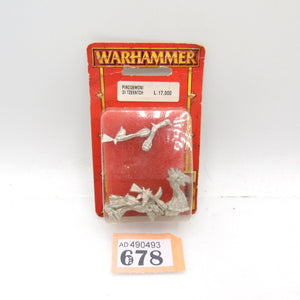 WARHAMMER
PIRODEMONI
DI TZEENTCH
L.17.000
AD 490493
678